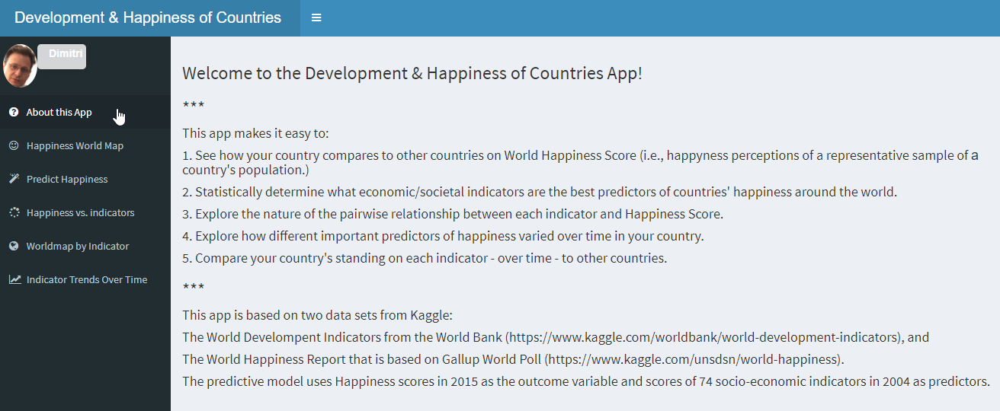 Development & Happiness of Countries
Dimitri
About this App
Happiness World Map
Predict Happiness
Happiness vs. indicators
Worldmap by Indicator
Indicator Trends Over Time
Welcome to the Development & Happiness of Countries App!
***
This app makes it easy to:
1. See how your country compares to other countries on World Happiness Score (i.e., happyness perceptions of a representative sample of a
country's population.)
2. Statistically determine what economic/societal indicators are the best predictors of countries' happiness around the world.
3. Explore the nature of the pairwise relationship between each indicator and Happiness Score.
4. Explore how different important predictors of happiness varied over time in your country.
5. Compare your country's standing on each indicator - over time - to other countries.
***
This app is based on two data sets from Kaggle:
The World Develompent Indicators from the World Bank (https://www.kaggle.com/worldbank/world-development-indicators), and
The World Happiness Report that is based on Gallup World Poll (https://www.kaggle.com/unsdsn/world-happiness).
The predictive model uses Happiness scores in 2015 as the outcome variable and scores of 74 socio-economic indicators in 2004 as predictors.